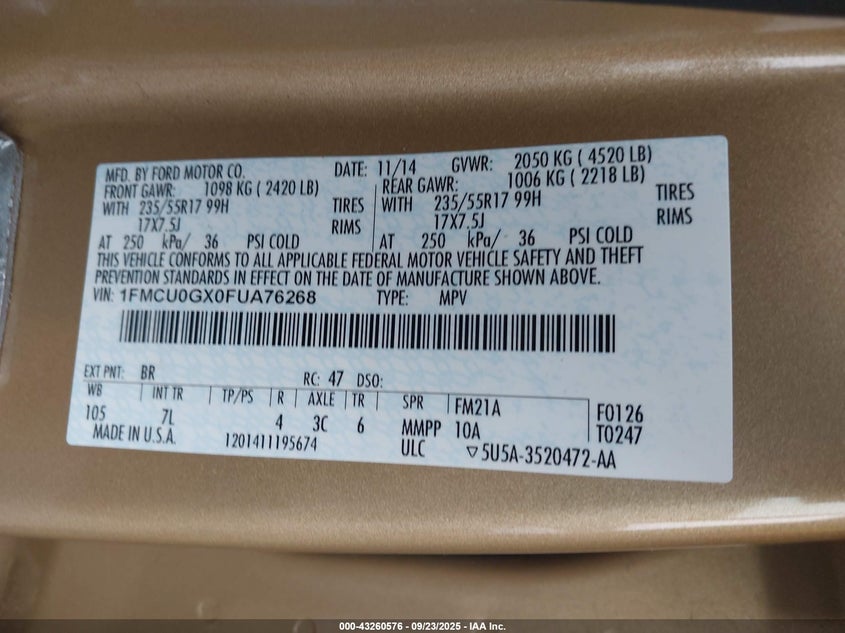 MFD. BY FORD MOTOR CO. DATE: 11/14 GVWR: 2050 KG ( 4520 LB)
FRONT GAWR: 1098 KG ( 2420 LB) REAR GAWR: 1006 KG ( 2218 LB)
WITH 235/55R17 99H TIRES WITH 235/55R17 99H TIRES
17X7.5J RIMS 17X7.5J RIMS
AT 250 kPa/ 36 PSI COLD AT 250 kPa/ 36 PSI COLD
THIS VEHICLE CONFORMS TO ALL APPLICABLE FEDERAL MOTOR VEHICLE SAFETY AND THEFT
PREVENTION STANDARDS IN EFFECT ON THE DATE OF MANUFACTURE SHOWN ABOVE.
VIN: 1FMCU0GX0FUA76268 TYPE: MPV
EXT PNT: BR RC: 47 DSO:
WB INT TR TP/PS R AXLE TR SPR FM21A F0126
105 7L 4 3C 6 MMPP 10A T0247
MADE IN U.S.A. 1201411195674 ULC ▽5U5A-3520472-AA
000-43260576 - 09/23/2025 - IAA Inc.